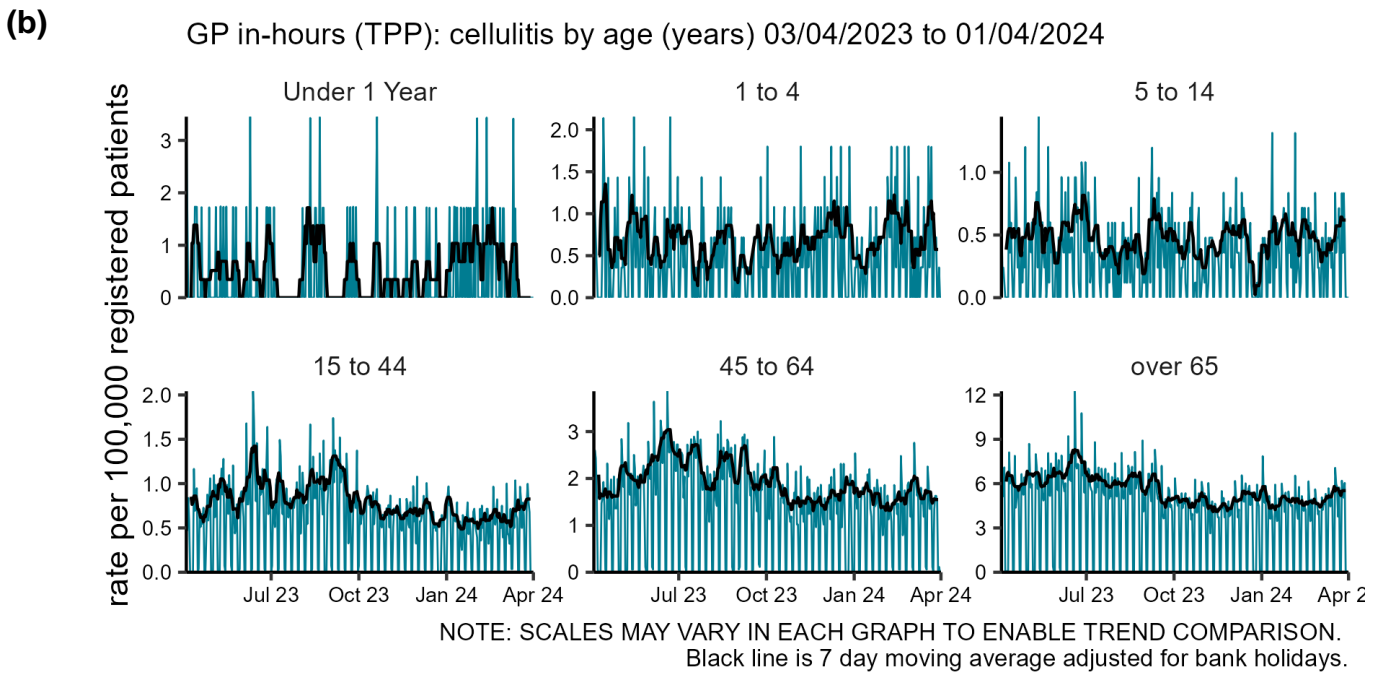 (b)
GP in-hours (TPP): cellulitis by age (years) 03/04/2023 to 01/04/2024
rate per 100,000 registered patients
Under 1 Year
3
2
1
0
1 to 4
2.0
1.5
1.0
0.5
0.0
5 to 14
1.0
0.5
0.0
15 to 44
2.0
1.5
1.0
0.5
0.0
Jul 23 Oct 23 Jan 24 Apr 24
45 to 64
3
2
1
0
Jul 23 Oct 23 Jan 24 Apr 24
over 65
12
9
6
3
0
Jul 23 Oct 23 Jan 24 Apr 2
NOTE: SCALES MAY VARY IN EACH GRAPH TO ENABLE TREND COMPARISON.
Black line is 7 day moving average adjusted for bank holidays.